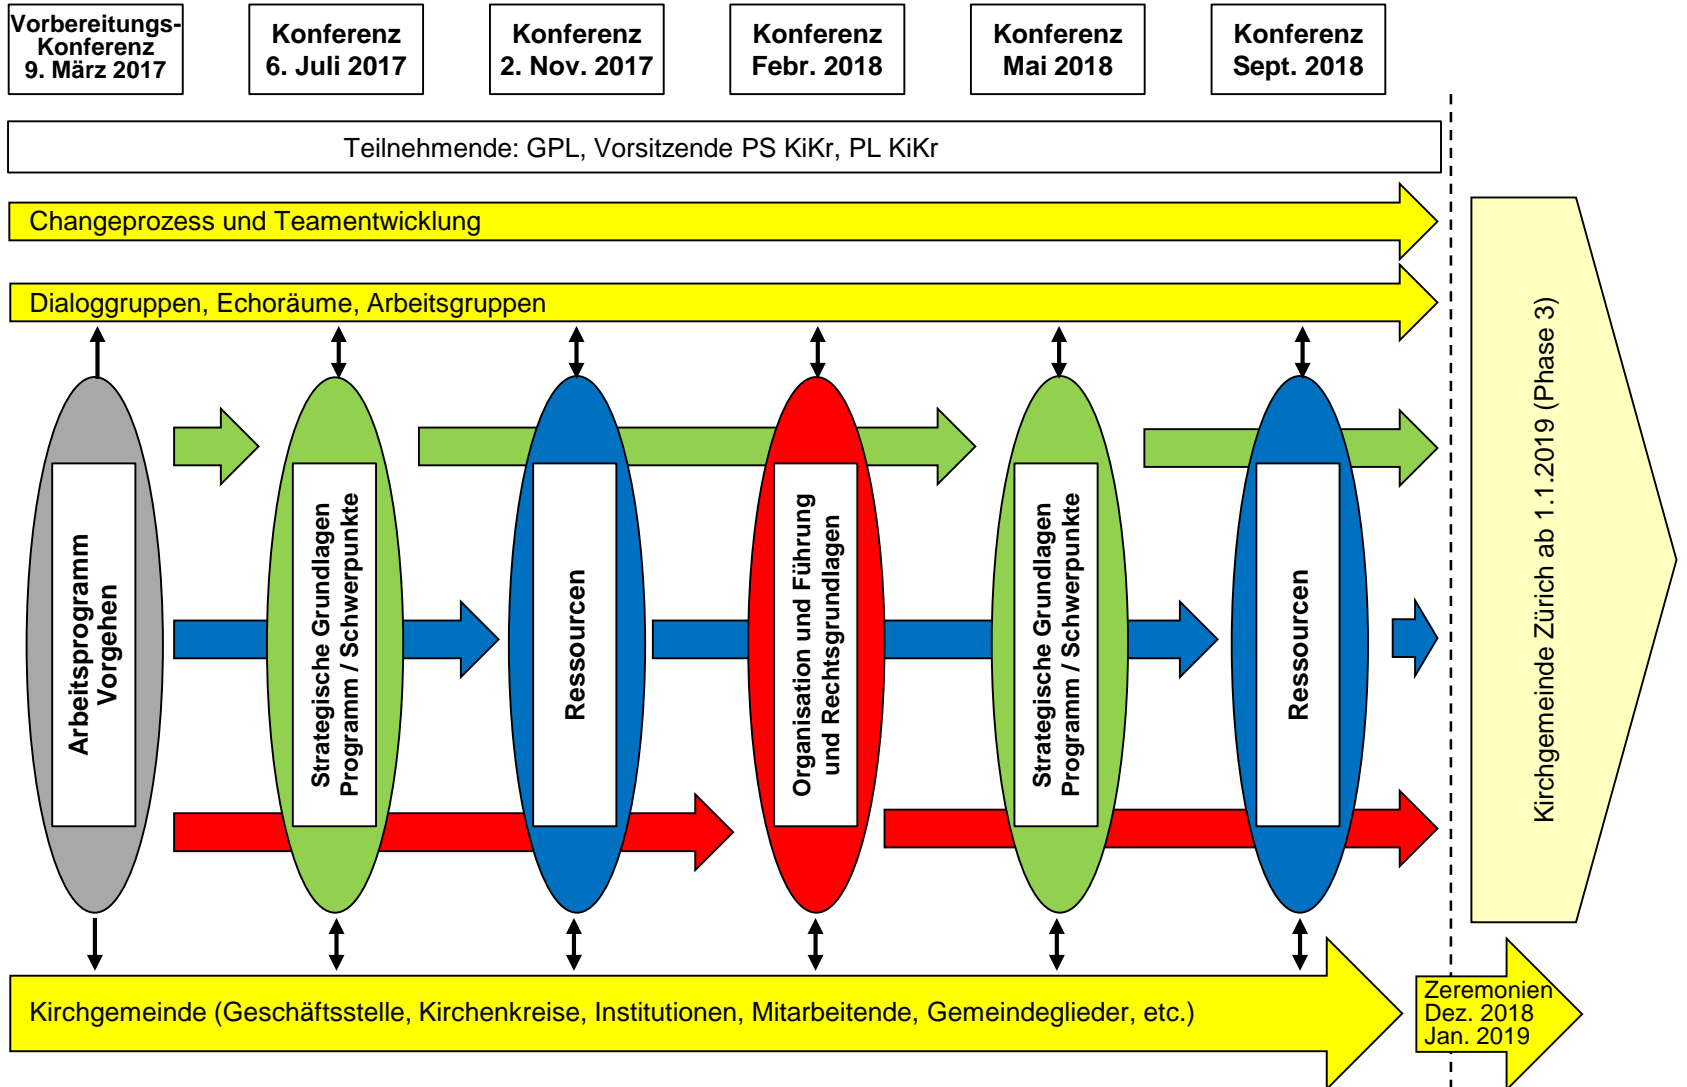 Vorbereitungs-
Konferenz
9. März 2017
Konferenz
6. Juli 2017
Konferenz
2. Nov. 2017
Konferenz
Febr. 2018
Konferenz
Mai 2018
Konferenz
Sept. 2018
Teilnehmende: GPL, Vorsitzende PS KiKr, PL KiKr
Changeprozess und Teamentwicklung
Dialoggruppen, Echoräume, Arbeitsgruppen
Arbeitsprogramm
Vorgehen
Strategische Grundlagen
Programm / Schwerpunkte
Ressourcen
Organisation und Führung
und Rechtsgrundlagen
Strategische Grundlagen
Programm / Schwerpunkte
Ressourcen
Kirchgemeinde Zürich ab 1.1.2019 (Phase 3)
Kirchgemeinde (Geschäftsstelle, Kirchenkreise, Institutionen, Mitarbeitende, Gemeindeglieder, etc.)
Zeremonien
Dez. 2018
Jan. 2019